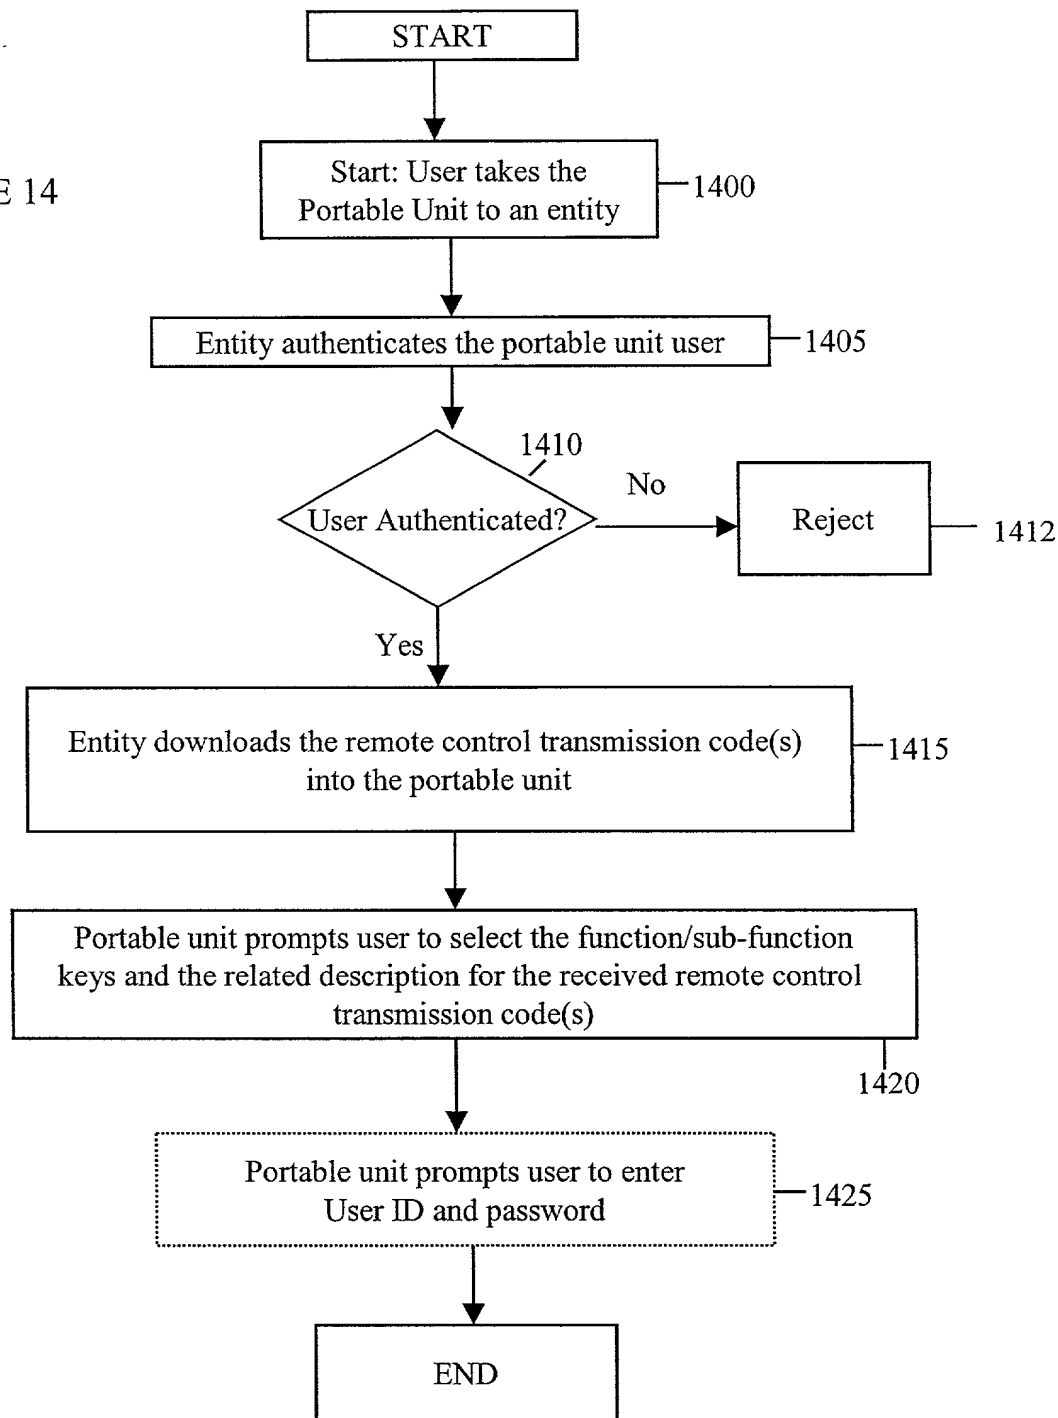 START
Start: User takes the
Portable Unit to an entity
1400
E 14
Entity authenticates the portable unit user
1405
1410
User Authenticated?
No
Reject
1412
Yes
Entity downloads the remote control transmission code(s)
into the portable unit
1415
Portable unit prompts user to select the function/sub-function
keys and the related description for the received remote control
transmission code(s)
1420
Portable unit prompts user to enter
User ID and password
1425
END